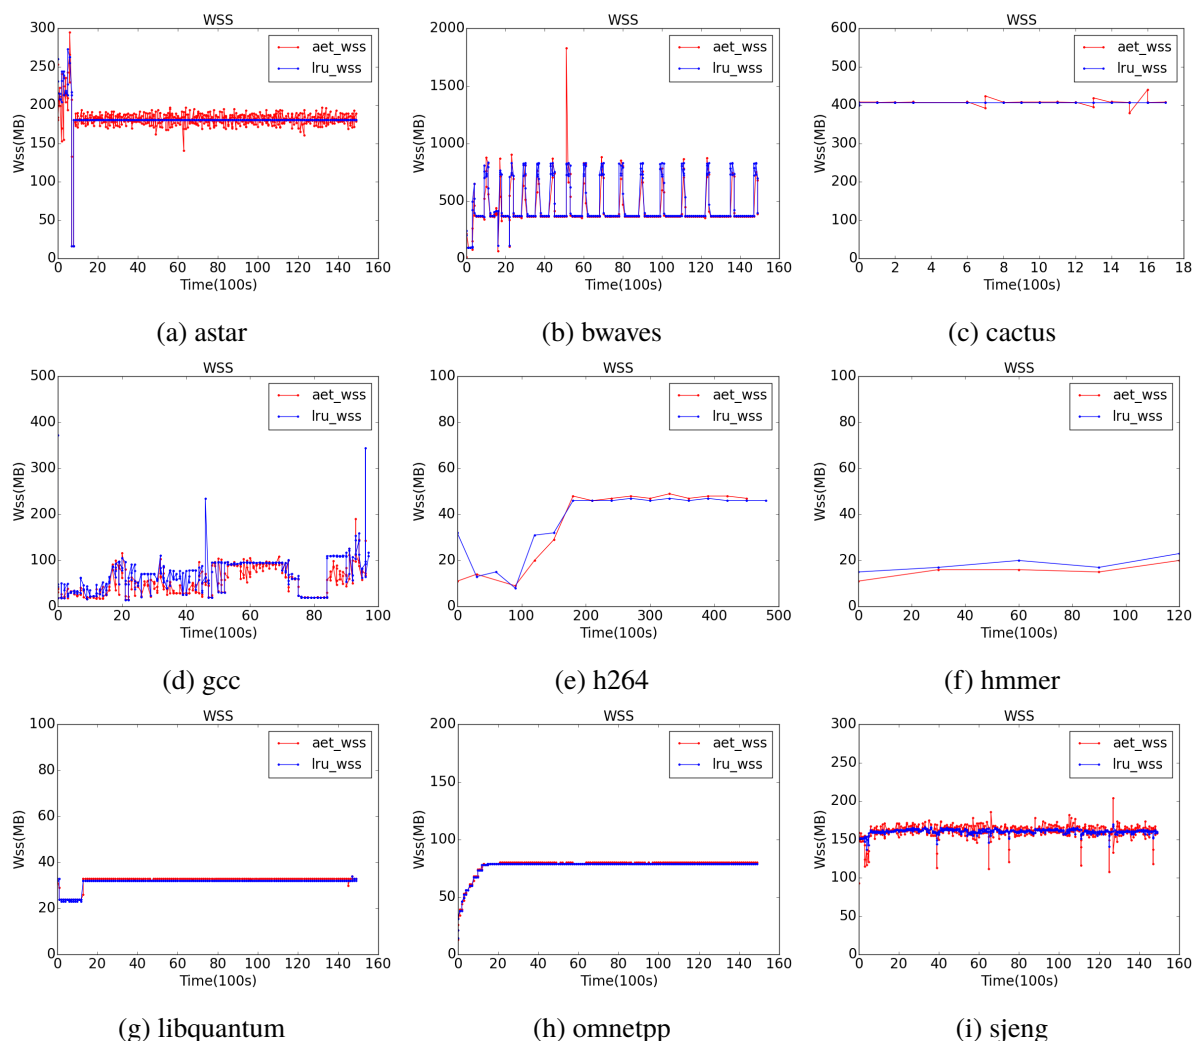 WSS
300
250
200
150
100
50
0
Wss(MB)
aet_wss
lru_wss
0 20 40 60 80 100 120 140 160
Time(100s)
(a) astar
WSS
2000
1500
1000
500
0
Wss(MB)
aet_wss
lru_wss
0 20 40 60 80 100 120 140 160
Time(100s)
(b) bwaves
WSS
600
500
400
300
200
100
0
Wss(MB)
aet_wss
lru_wss
0 2 4 6 8 10 12 14 16 18
Time(100s)
(c) cactus
WSS
500
400
300
200
100
0
Wss(MB)
aet_wss
lru_wss
0 20 40 60 80 100
Time(100s)
(d) gcc
WSS
100
80
60
40
20
0
Wss(MB)
aet_wss
lru_wss
0 100 200 300 400 500
Time(100s)
(e) h264
WSS
100
80
60
40
20
0
Wss(MB)
aet_wss
lru_wss
0 20 40 60 80 100 120
Time(100s)
(f) hmmer
WSS
100
80
60
40
20
0
Wss(MB)
aet_wss
lru_wss
0 20 40 60 80 100 120 140 160
Time(100s)
(g) libquantum
WSS
200
150
100
50
0
Wss(MB)
aet_wss
lru_wss
0 20 40 60 80 100 120 140 160
Time(100s)
(h) omnetpp
WSS
300
250
200
150
100
50
0
Wss(MB)
aet_wss
lru_wss
0 20 40 60 80 100 120 140 160
Time(100s)
(i) sjeng